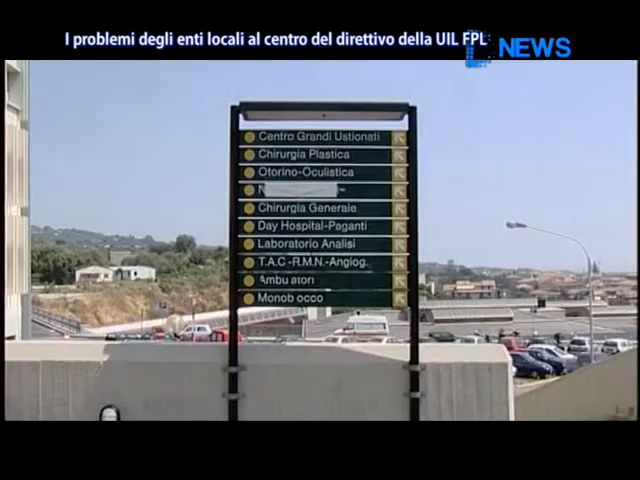 I problemi degli enti locali al centro del direttivo della UIL FPL
NEWS
Centro Grandi Ustionati
Chirurgia Plastica
Otorino-Oculistica
N
Chirurgia Generale
Day Hospital-Paganti
Laboratorio Analisi
T.A.C-R.M.N.-Angiog.
Ambu atori
Monob occo